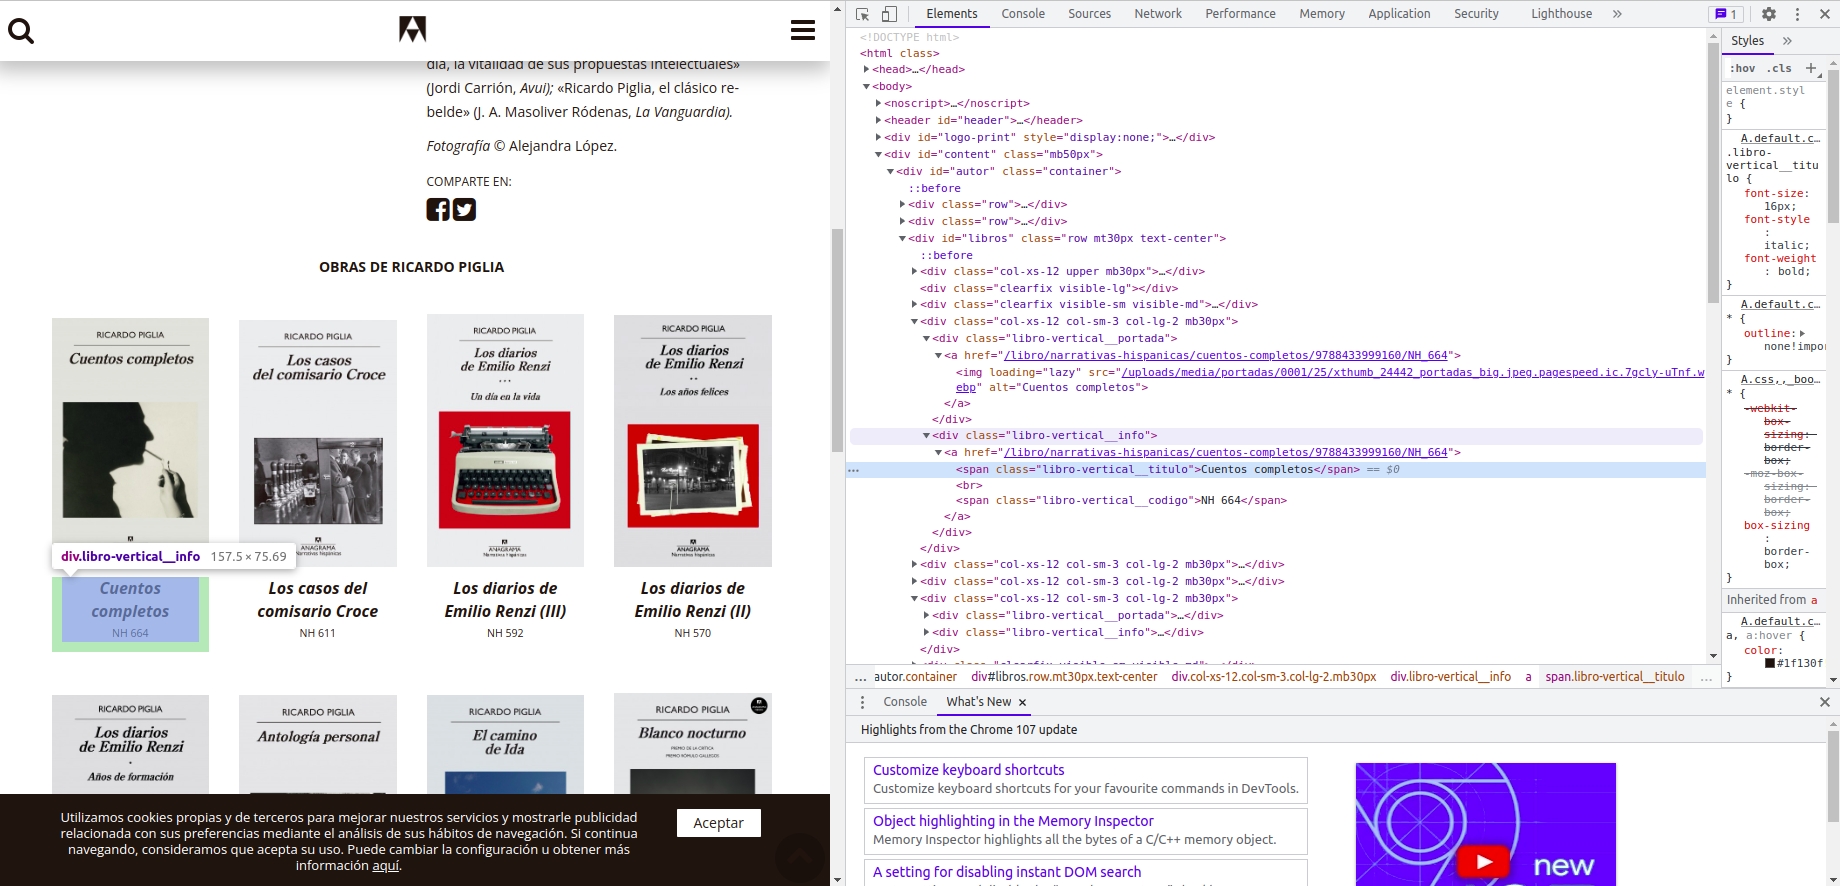 día, la vitalidad de sus propuestas intelectuales»
(Jordi Carrión, Avui); «Ricardo Piglia, el clásico re-
belde» (J. A. Masoliver Ródenas, La Vanguardia).
Fotografía © Alejandra López.
COMPARTE EN:
OBRAS DE RICARDO PIGLIA
RICARDO PIGLIA
Cuentos completos
RICARDO PIGLIA
Los casos
del comisario Croce
ANAGRAMA
Narrativas hispánicas
RICARDO PIGLIA
Los diarios
de Emilio Renzi
...
Un día en la vida
ANAGRAMA
Narrativas hispánicas
RICARDO PIGLIA
Los diarios
de Emilio Renzi
..
Los años felices
ANAGRAMA
Narrativas hispánicas
div.libro-vertical__info 157.5 × 75.69
Cuentos
completos
NH 664
Los casos del
comisario Croce
NH 611
Los diarios de
Emilio Renzi (III)
NH 592
Los diarios de
Emilio Renzi (II)
NH 570
RICARDO PIGLIA
Los diarios
de Emilio Renzi
.
Años de formación
RICARDO PIGLIA
Antología personal
RICARDO PIGLIA
El camino
de Ida
RICARDO PIGLIA
Blanco nocturno
PREMIO DE LA CRÍTICA
PREMIO RÓMULO GALLEGOS
Utilizamos cookies propias y de terceros para mejorar nuestros servicios y mostrarle publicidad
relacionada con sus preferencias mediante el análisis de sus hábitos de navegación. Si continua
navegando, consideramos que acepta su uso. Puede cambiar la configuración u obtener más
información aquí.
Aceptar
Elements Console Sources Network Performance Memory Application Security Lighthouse » 1
<!DOCTYPE html>
<html class>
<head>…</head>
<body>
<noscript>…</noscript>
<header id="header">…</header>
<div id="logo-print" style="display:none;">…</div>
<div id="content" class="mb50px">
<div id="autor" class="container">
::before
<div class="row">…</div>
<div class="row">…</div>
<div id="libros" class="row mt30px text-center">
::before
<div class="col-xs-12 upper mb30px">…</div>
<div class="clearfix visible-lg"></div>
<div class="clearfix visible-sm visible-md">…</div>
<div class="col-xs-12 col-sm-3 col-lg-2 mb30px">
<div class="libro-vertical__portada">
<a href="/libro/narrativas-hispanicas/cuentos-completos/9788433999160/NH_664">
<img loading="lazy" src="/uploads/media/portadas/0001/25/xthumb_24442_portadas_big.jpeg.pagespeed.ic.7gcly-uTnf.w
ebp" alt="Cuentos completos">
</a>
</div>
<div class="libro-vertical__info">
<a href="/libro/narrativas-hispanicas/cuentos-completos/9788433999160/NH_664">
… <span class="libro-vertical__titulo">Cuentos completos</span> == $0
<br>
<span class="libro-vertical__codigo">NH 664</span>
</a>
</div>
</div>
<div class="col-xs-12 col-sm-3 col-lg-2 mb30px">…</div>
<div class="col-xs-12 col-sm-3 col-lg-2 mb30px">…</div>
<div class="col-xs-12 col-sm-3 col-lg-2 mb30px">
<div class="libro-vertical__portada">…</div>
<div class="libro-vertical__info">…</div>
</div>
<div class="clearfix visible-sm visible-md">…</div>
… autor.container div#libros.row.mt30px.text-center div.col-xs-12.col-sm-3.col-lg-2.mb30px div.libro-vertical__info a span.libro-vertical__titulo …
Styles »
:hov .cls +
element.styl
e {
}
A.default.c…
.libro-
vertical__titu
lo {
font-size:
16px;
font-style
:
italic;
font-weight
: bold;
}
A.default.c…
* {
outline:
none!impor
}
A.css,,_boo…
* {
-webkit-
box-
sizing:
border-
box;
-moz-box-
sizing:
border-
box;
box-sizing
:
border-
box;
}
Inherited from a
A.default.c…
a, a:hover {
color:
#1f130f
}
Console What's New ×
Highlights from the Chrome 107 update
Customize keyboard shortcuts
Customize keyboard shortcuts for your favourite commands in DevTools.
Object highlighting in the Memory Inspector
Memory Inspector highlights all the bytes of a C/C++ memory object.
A setting for disabling instant DOM search
new